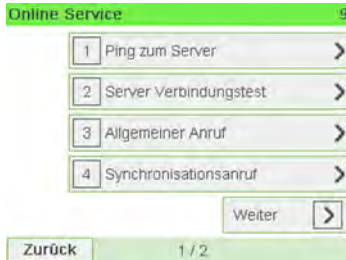 Online Service
1 Ping zum Server
2 Server Verbindungstest
3 Allgemeiner Anruf
4 Synchronisationsanruf
Weiter
Zurück 1/2